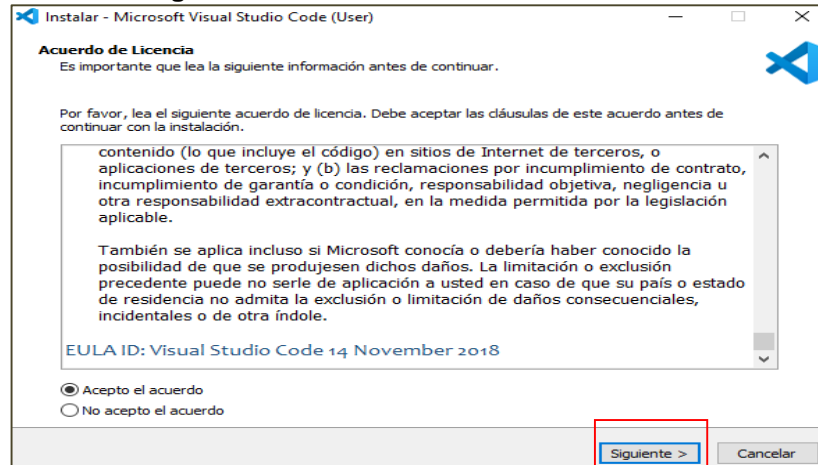 Instalar - Microsoft Visual Studio Code (User)
Acuerdo de Licencia
Es importante que lea la siguiente información antes de continuar.
Por favor, lea el siguiente acuerdo de licencia. Debe aceptar las cláusulas de este acuerdo antes de
continuar con la instalación.
contenido (lo que incluye el código) en sitios de Internet de terceros, o
aplicaciones de terceros; y (b) las reclamaciones por incumplimiento de contrato,
incumplimiento de garantía o condición, responsabilidad objetiva, negligencia u
otra responsabilidad extracontractual, en la medida permitida por la legislación
aplicable.
También se aplica incluso si Microsoft conocía o debería haber conocido la
posibilidad de que se produjesen dichos daños. La limitación o exclusión
precedente puede no serle de aplicación a usted en caso de que su país o estado
de residencia no admita la exclusión o limitación de daños consecuenciales,
incidentales o de otra índole.
EULA ID: Visual Studio Code 14 November 2018
Acepto el acuerdo
No acepto el acuerdo
Siguiente >
Cancelar